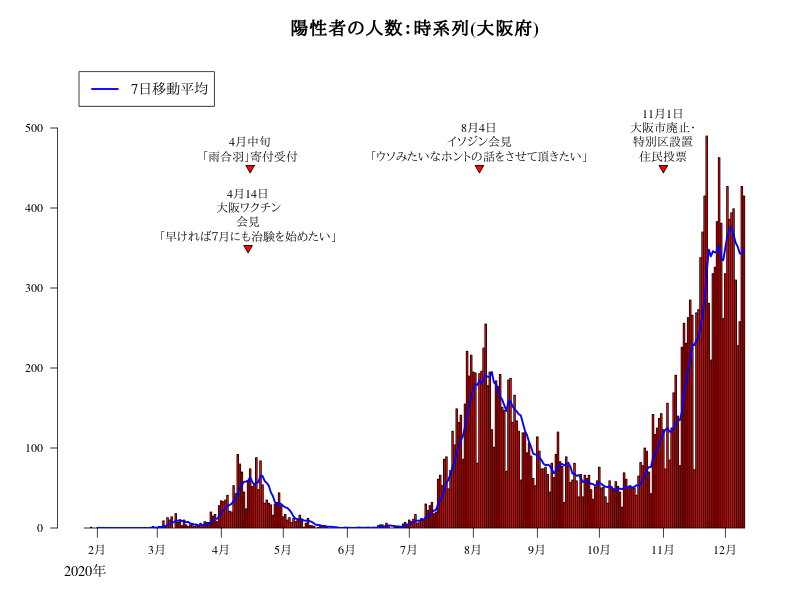 陽性者の人数：時系列(大阪府)
7日移動平均
11月1日
大阪市廃止･
特別区設置
住民投票
8月4日
イソジン会見
「ウソみたいなホントの話をさせて頂きたい」
4月中旬
「雨合羽」寄付受付
4月14日
大阪ワクチン
会見
「早ければ7月にも治験を始めたい」
500
400
300
200
100
0
2月 3月 4月 5月 6月 7月 8月 9月 10月 11月 12月
2020年